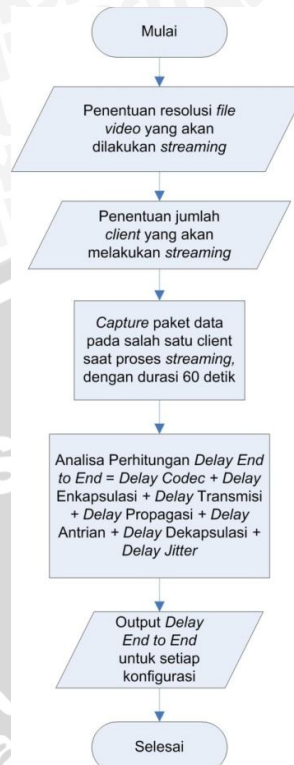 Mulai
Penentuan resolusi file
video yang akan
dilakukan streaming
Penentuan jumlah
client yang akan
melakukan streaming
Capture paket data
pada salah satu client
saat proses streaming,
dengan durasi 60 detik
Analisa Perhitungan Delay End
to End = Delay Codec + Delay
Enkapsulasi + Delay Transmisi
+ Delay Propagasi + Delay
Antrian + Delay Dekapsulasi +
Delay Jitter
Output Delay
End to End
untuk setiap
konfigurasi
Selesai